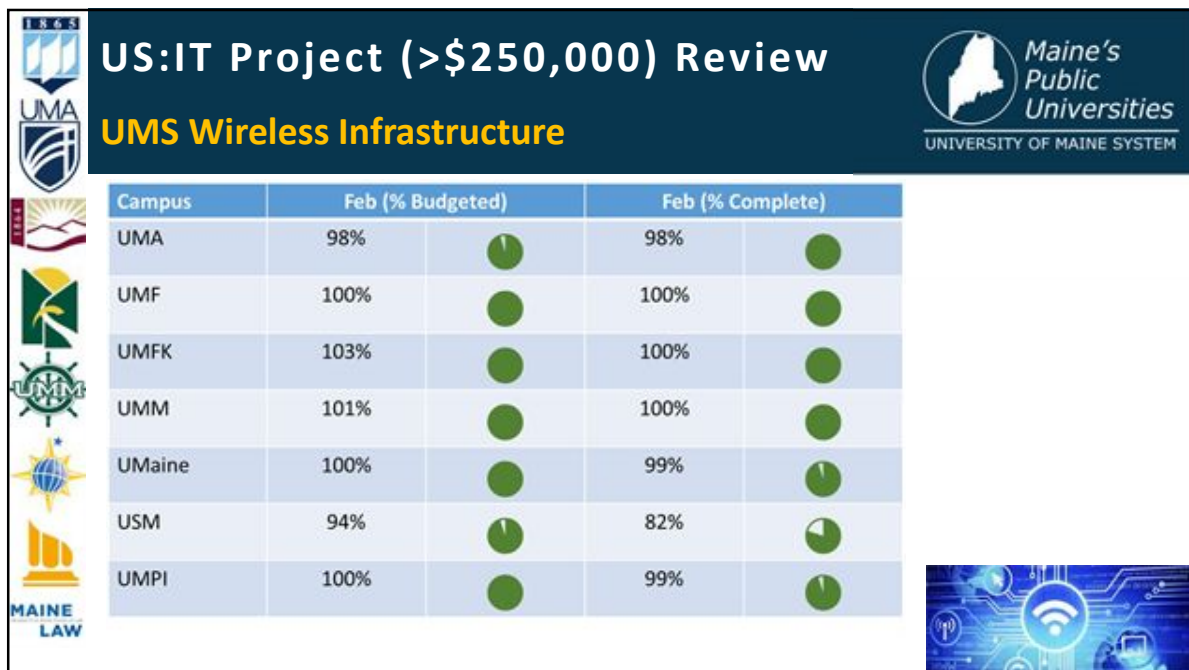 1865
US:IT Project (>$250,000) Review
UMS Wireless Infrastructure
Maine's
Public
Universities
UNIVERSITY OF MAINE SYSTEM
UMA
1864
UMM
MAINE
LAW
Campus Feb (% Budgeted) Feb (% Complete)
UMA 98% 98%
UMF 100% 100%
UMFK 103% 100%
UMM 101% 100%
UMaine 100% 99%
USM 94% 82%
UMPI 100% 99%